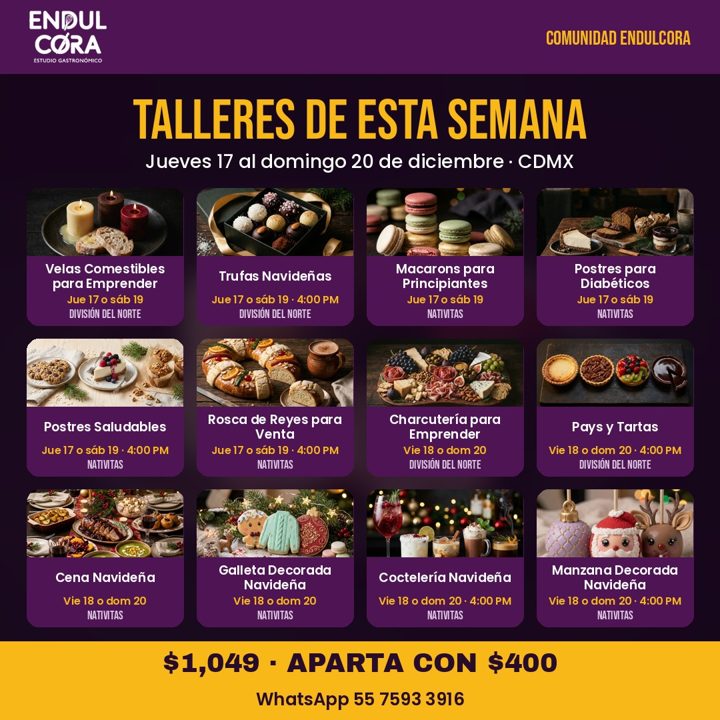 ENDUL
CORA
ESTUDIO GASTRONÓMICO
COMUNIDAD ENDULCORA
TALLERES DE ESTA SEMANA
Jueves 17 al domingo 20 de diciembre · CDMX
Velas Comestibles
para Emprender
Jue 17 o sáb 19
DIVISIÓN DEL NORTE
Trufas Navideñas
Jue 17 o sáb 19 · 4:00 PM
DIVISIÓN DEL NORTE
Macarons para
Principiantes
Jue 17 o sáb 19
NATIVITAS
Postres para
Diabéticos
Jue 17 o sáb 19
NATIVITAS
Postres Saludables
Jue 17 o sáb 19 · 4:00 PM
NATIVITAS
Rosca de Reyes para
Venta
Jue 17 o sáb 19 · 4:00 PM
NATIVITAS
Charcutería para
Emprender
Vie 18 o dom 20
DIVISIÓN DEL NORTE
Pays y Tartas
Vie 18 o dom 20 · 4:00 PM
DIVISIÓN DEL NORTE
Cena Navideña
Vie 18 o dom 20
NATIVITAS
Galleta Decorada
Navideña
Vie 18 o dom 20
NATIVITAS
Coctelería Navideña
Vie 18 o dom 20 · 4:00 PM
NATIVITAS
Manzana Decorada
Navideña
Vie 18 o dom 20 · 4:00 PM
NATIVITAS
$1,049 · APARTA CON $400
WhatsApp 55 7593 3916